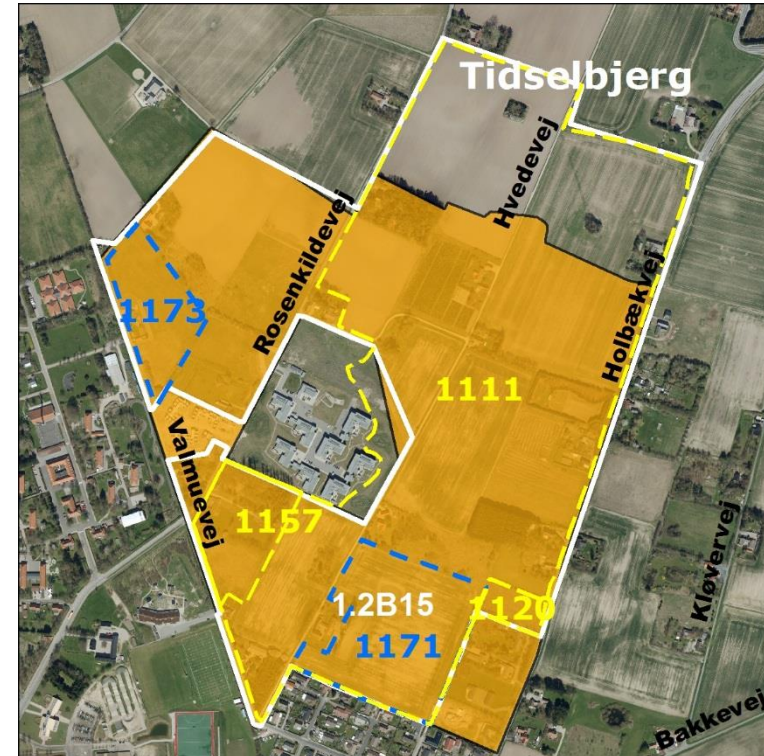 Tidselbjerg
Hvedevej
Rosenkildevej
1173
Holbækvej
1111
Valmuevej
1157
Kløvervej
1.2B15
1120
1171
Bakkevej